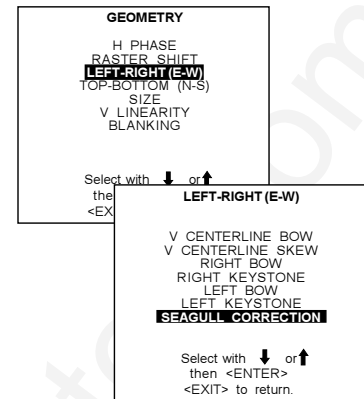 GEOMETRY
H PHASE
RASTER SHIFT
LEFT-RIGHT (E-W)
TOP-BOTTOM (N-S)
SIZE
V LINEARITY
BLANKING
Select with or
LEFT-RIGHT (E-W)
V CENTERLINE BOW
V CENTERLINE SKEW
RIGHT BOW
RIGHT KEYSTONE
LEFT BOW
LEFT KEYSTONE
SEAGULL CORRECTION
Select with or
then <ENTER>
<EXIT> to return.